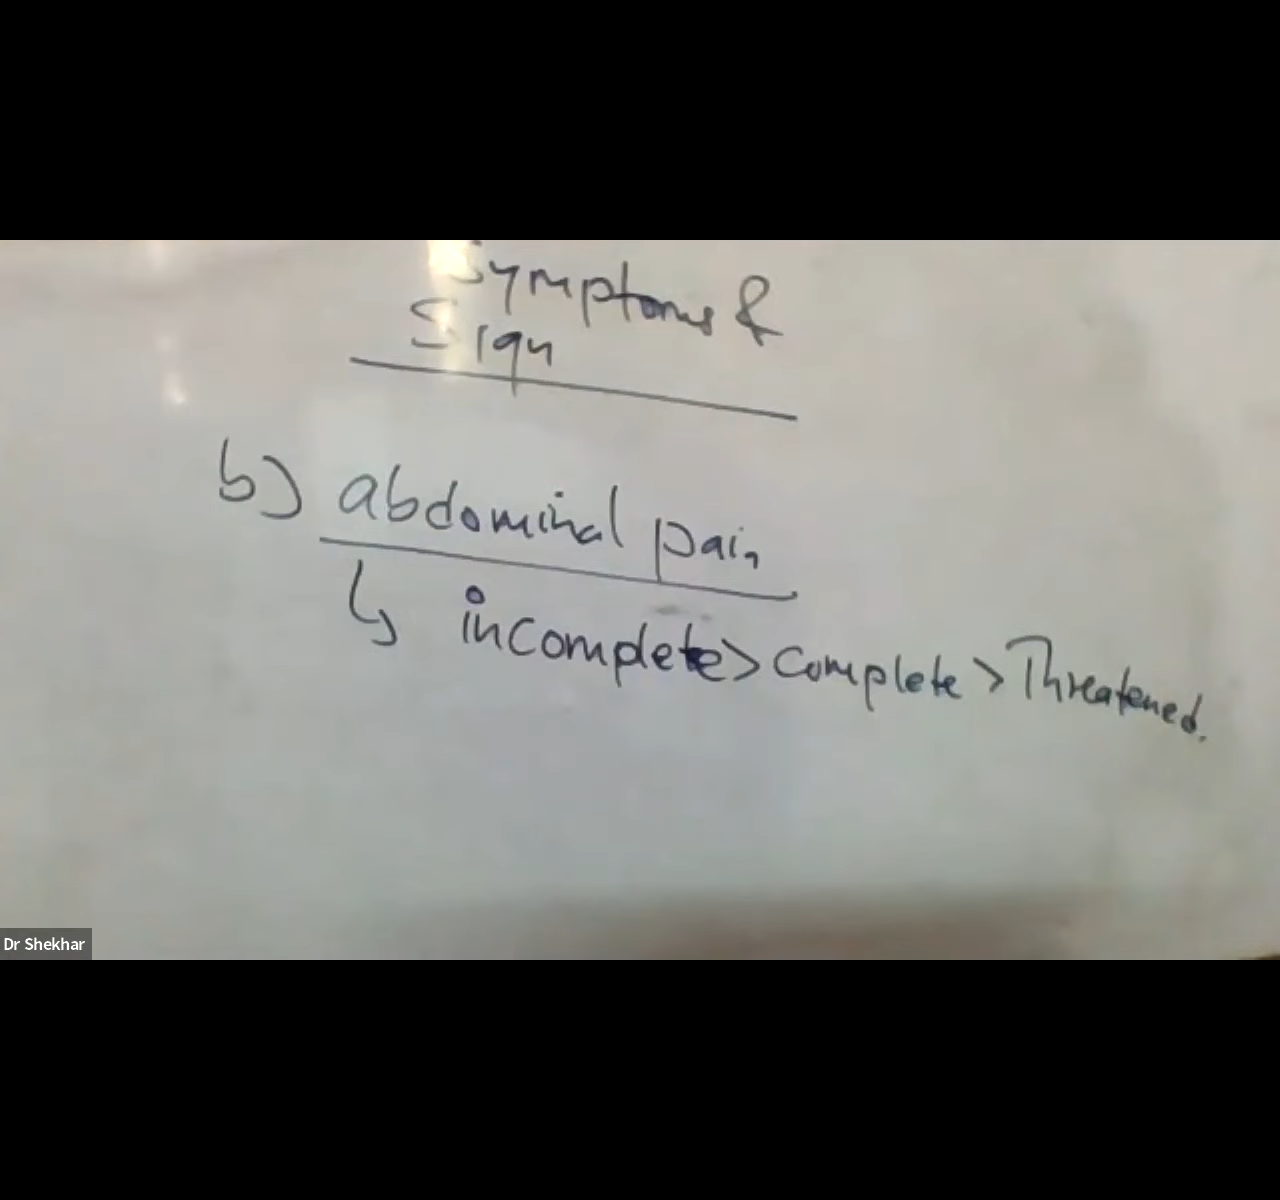 Symptoms &
Sign
b) abdominal pain
↳ incomplete > complete > Threatened.
Dr Shekhar